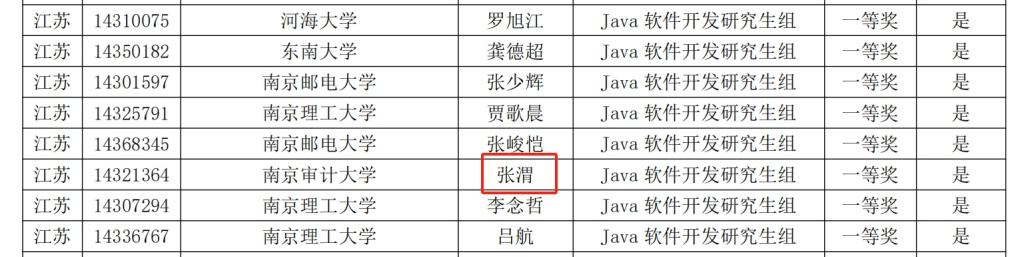 江苏 14310075 河海大学 罗旭江 Java 软件开发研究生组 一等奖 是
江苏 14350182 东南大学 龚德超 Java 软件开发研究生组 一等奖 是
江苏 14301597 南京邮电大学 张少辉 Java 软件开发研究生组 一等奖 是
江苏 14325791 南京理工大学 贾歌晨 Java 软件开发研究生组 一等奖 是
江苏 14368345 南京邮电大学 张峻恺 Java 软件开发研究生组 一等奖 是
江苏 14321364 南京审计大学 张渭 Java 软件开发研究生组 一等奖 是
江苏 14307294 南京理工大学 李念哲 Java 软件开发研究生组 一等奖 是
江苏 14336767 南京理工大学 吕航 Java 软件开发研究生组 一等奖 是